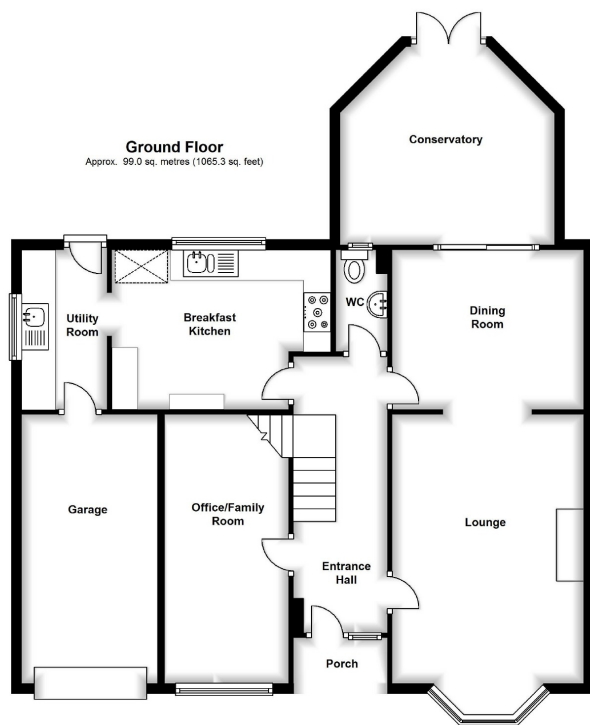 Ground Floor
Approx. 99.0 sq. metres (1065.3 sq. feet)
Conservatory
Utility
Room
Breakfast
Kitchen
WC
Dining
Room
Garage
Office/Family
Room
Lounge
Entrance
Hall
Porch